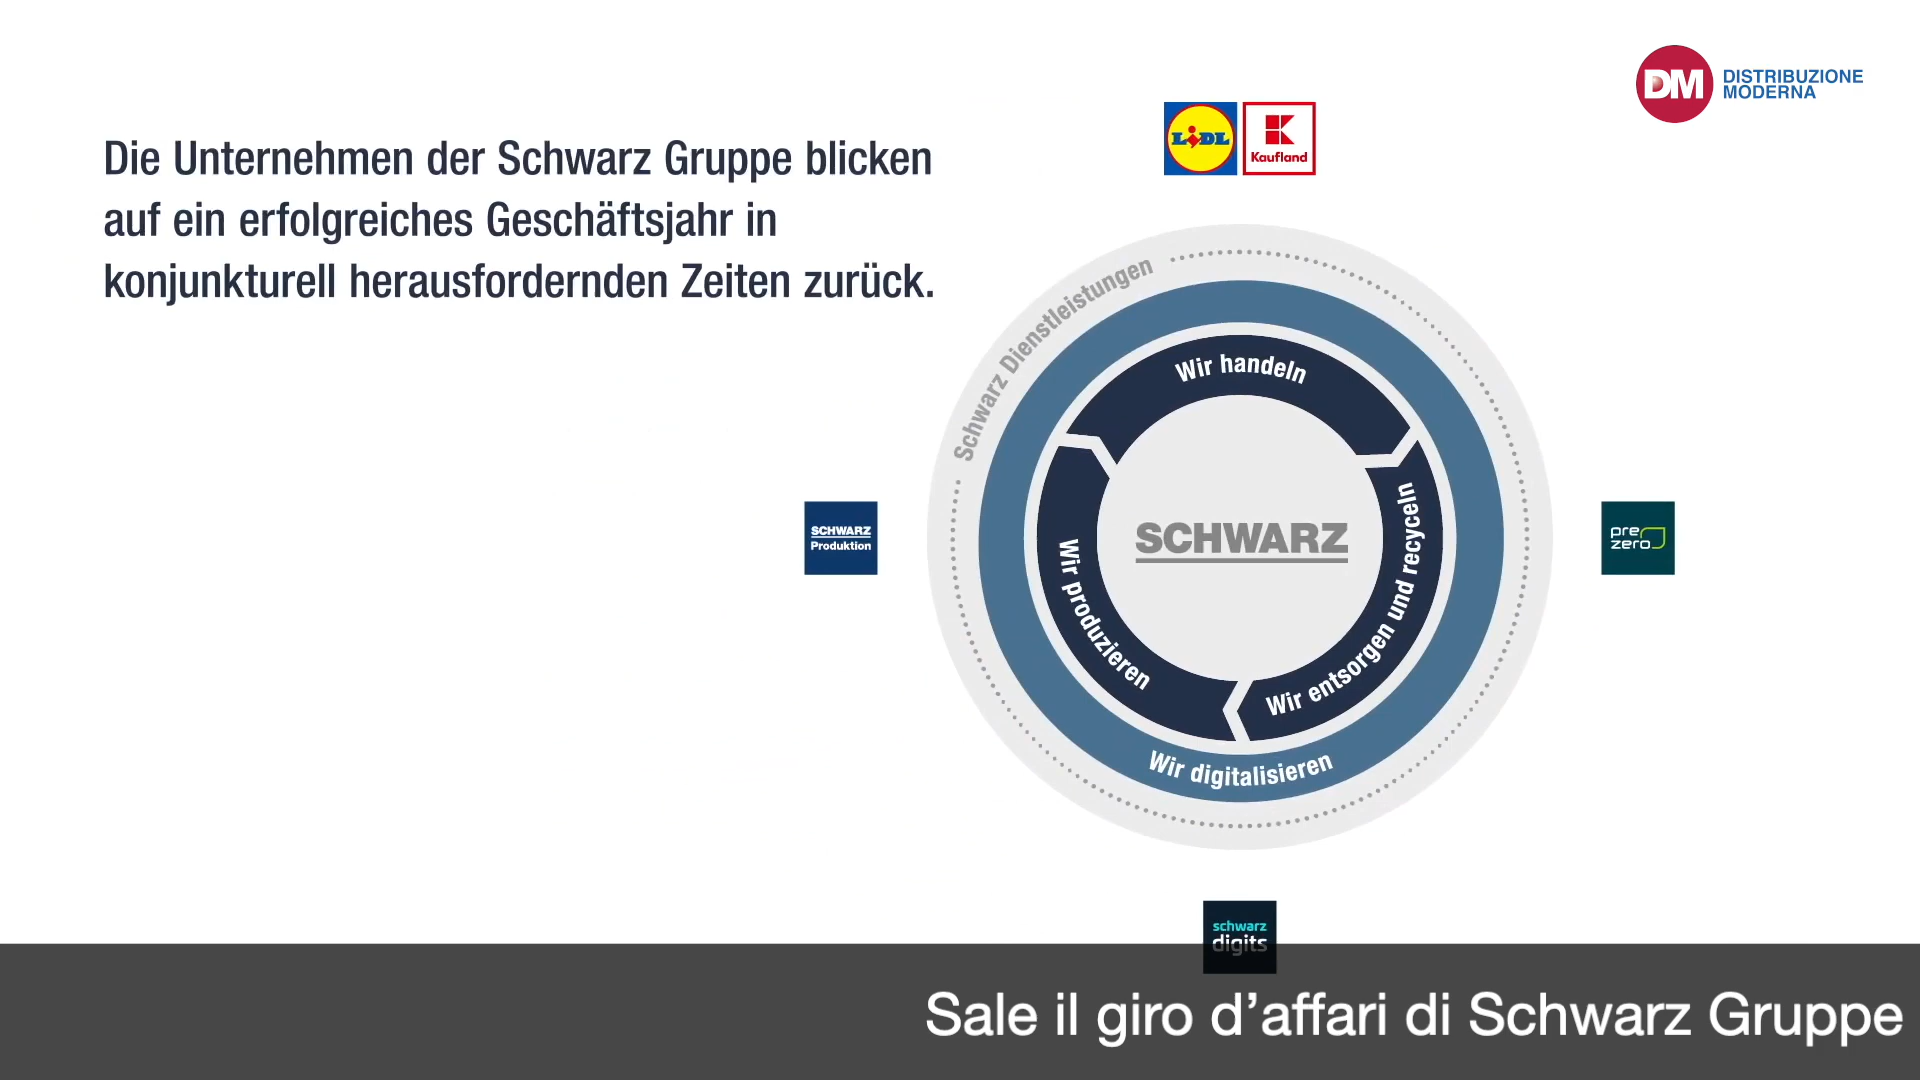 DM DISTRIBUZIONE
MODERNA
LIDL
Kaufland
Die Unternehmen der Schwarz Gruppe blicken
auf ein erfolgreiches Geschäftsjahr in
konjunkturell herausfordernden Zeiten zurück.
Schwarz Dienstleistungen
Wir handeln
SCHWARZ
Produktion
Wir produzieren
SCHWARZ
Wir entsorgen und recyceln
pre
zero
Wir digitalisieren
schwarz
digits
Sale il giro d’affari di Schwarz Gruppe